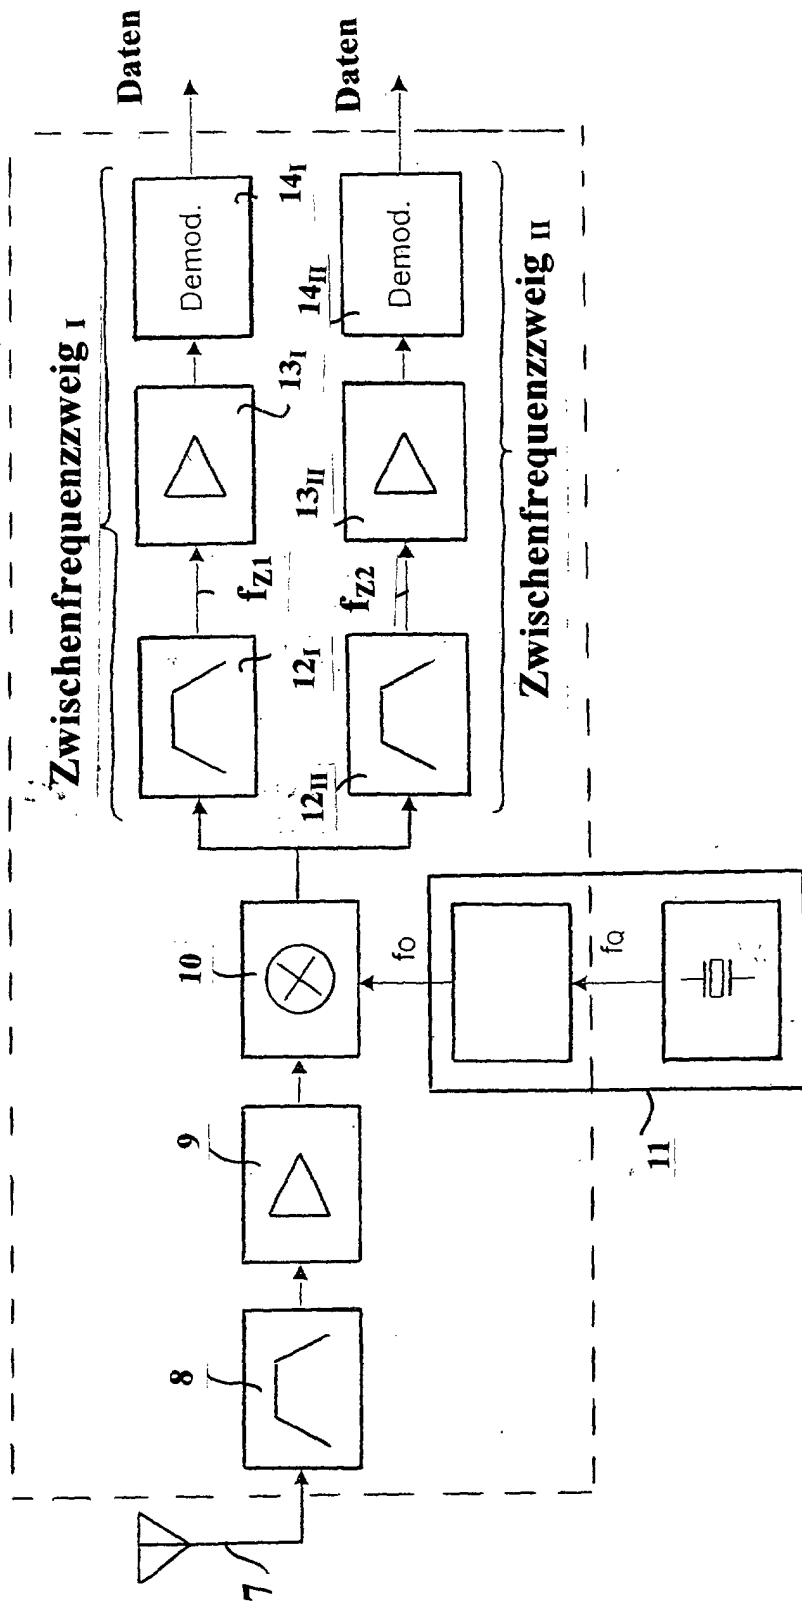 7
8
9
10
11
fQ
fO
Zwischenfrequenzzweig I
12I
fZ1
13I
Demod.
14I
Daten
12II
fZ2
13II
Demod.
14II
Daten
Zwischenfrequenzzweig II